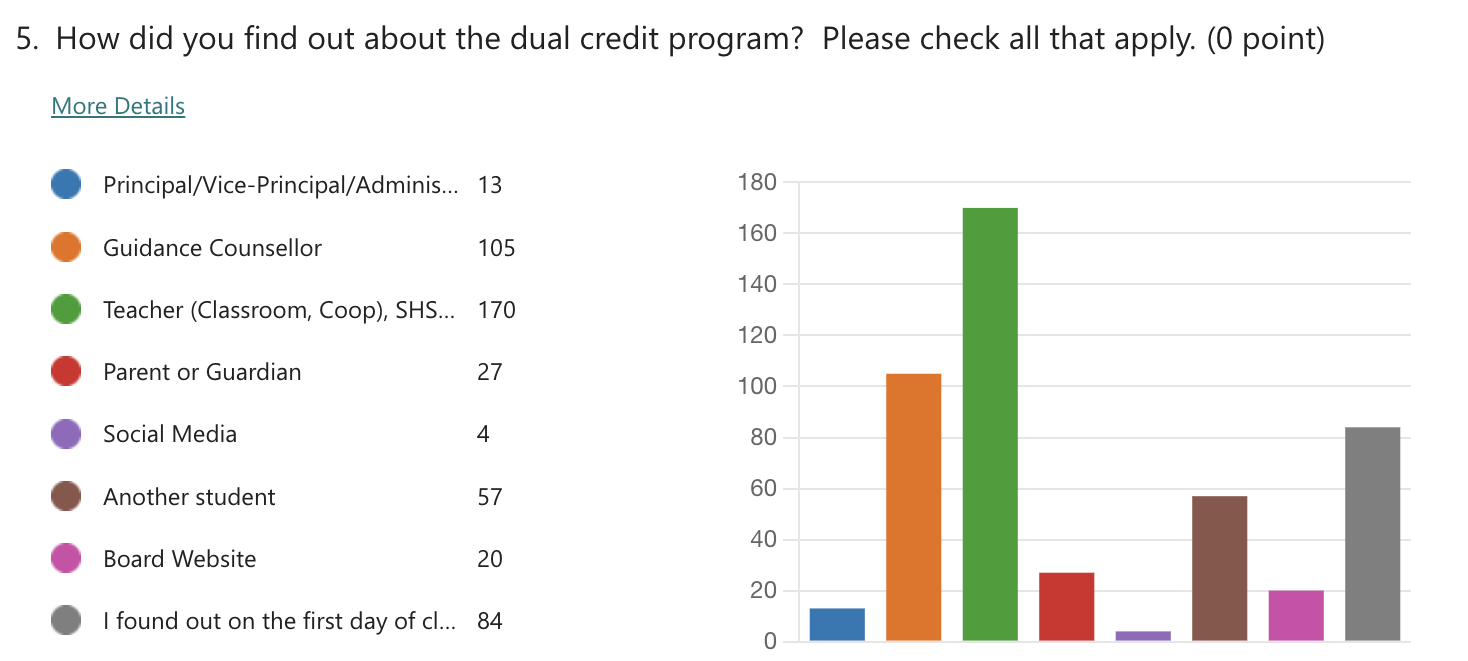 5. How did you find out about the dual credit program? Please check all that apply. (0 point)
More Details
Principal/Vice-Principal/Adminis... 13
Guidance Counsellor 105
Teacher (Classroom, Coop), SHS... 170
Parent or Guardian 27
Social Media 4
Another student 57
Board Website 20
I found out on the first day of cl... 84
180
160
140
120
100
80
60
40
20
0